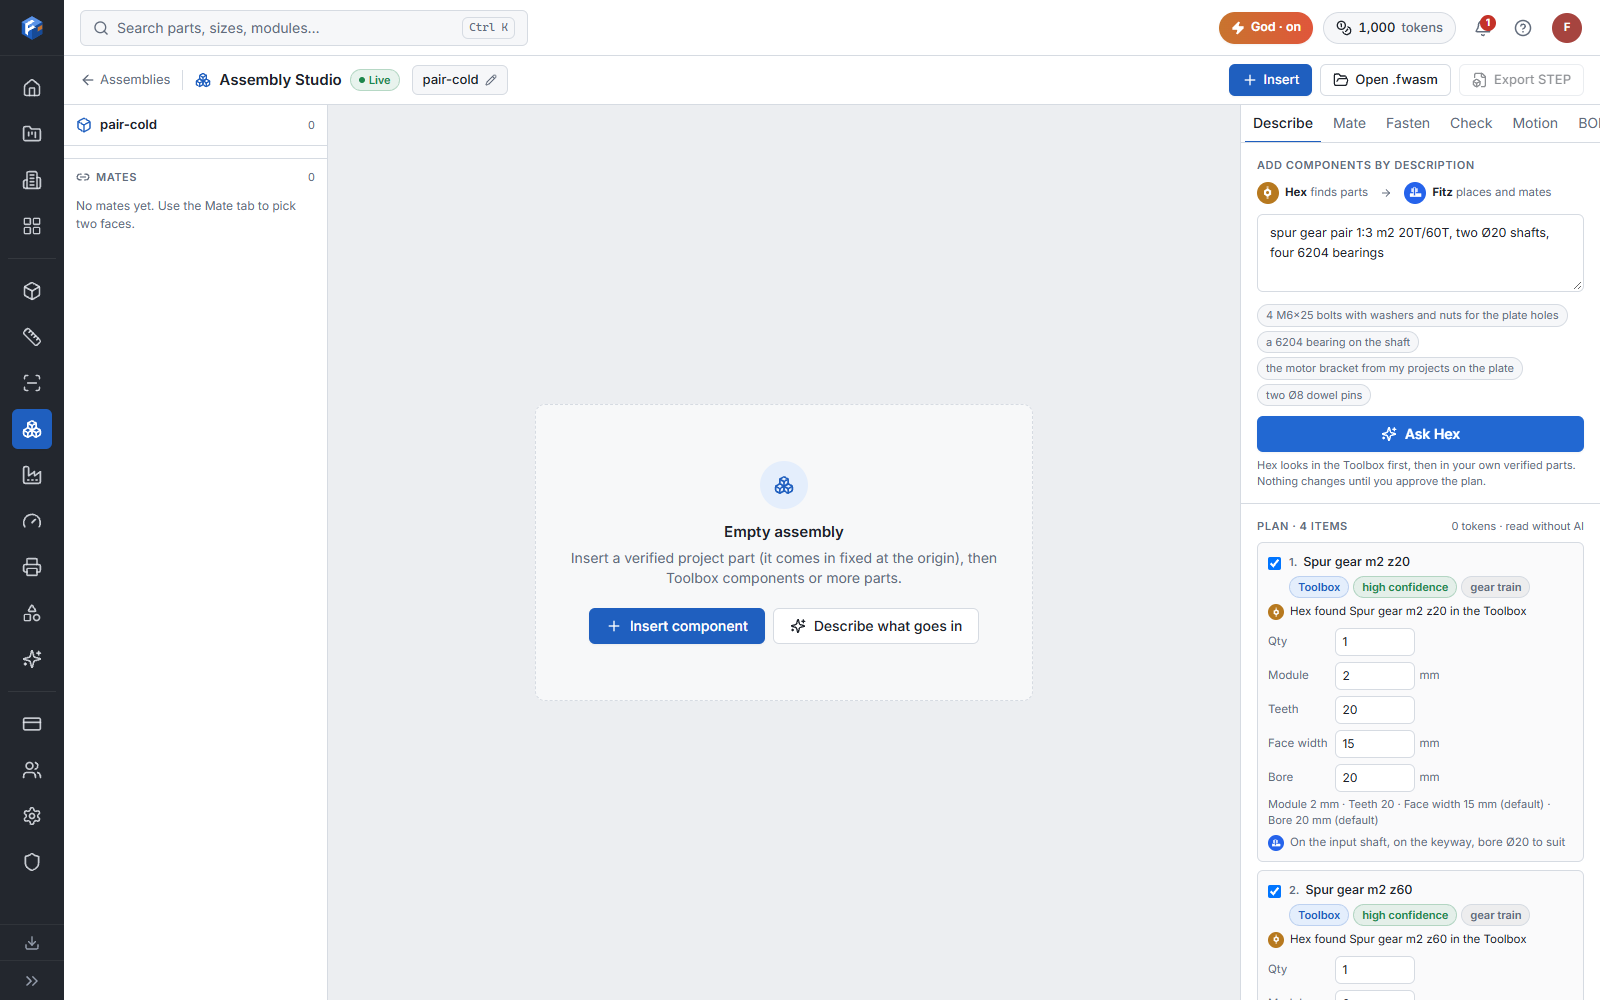 Search parts, sizes, modules...
Ctrl K
God · on
1,000 tokens
1
F
Assemblies
Assembly Studio
Live
pair-cold
Insert
Open .fwasm
Export STEP
pair-cold
0
MATES
0
No mates yet. Use the Mate tab to pick
two faces.
Empty assembly
Insert a verified project part (it comes in fixed at the origin), then
Toolbox components or more parts.
Insert component
Describe what goes in
Describe
Mate
Fasten
Check
Motion
ADD COMPONENTS BY DESCRIPTION
Hex finds parts → Fitz places and mates
spur gear pair 1:3 m2 20T/60T, two Ø20 shafts,
four 6204 bearings
4 M6×25 bolts with washers and nuts for the plate holes
a 6204 bearing on the shaft
the motor bracket from my projects on the plate
two Ø8 dowel pins
Ask Hex
Hex looks in the Toolbox first, then in your own verified parts.
Nothing changes until you approve the plan.
PLAN · 4 ITEMS
0 tokens · read without AI
1. Spur gear m2 z20
Toolbox
high confidence
gear train
Hex found Spur gear m2 z20 in the Toolbox
Qty 1
Module 2 mm
Teeth 20
Face width 15 mm
Bore 20 mm
Module 2 mm · Teeth 20 · Face width 15 mm (default) ·
Bore 20 mm (default)
On the input shaft, on the keyway, bore Ø20 to suit
2. Spur gear m2 z60
Toolbox
high confidence
gear train
Hex found Spur gear m2 z60 in the Toolbox
Qty 1